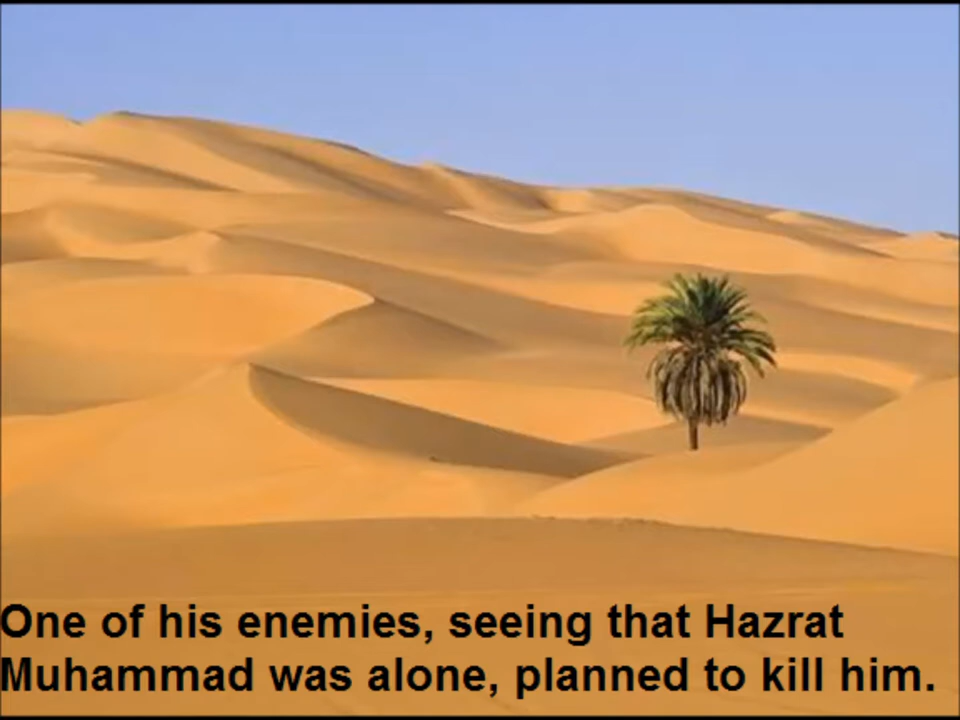 One of his enemies, seeing that Hazrat
Muhammad was alone, planned to kill him.